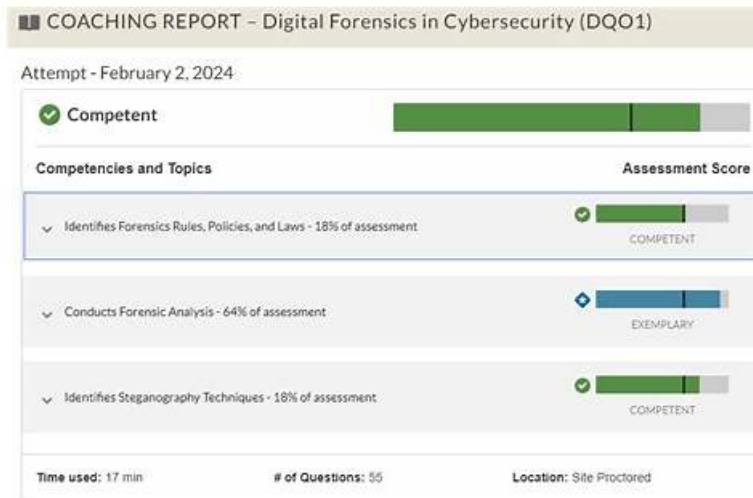 COACHING REPORT – Digital Forensics in Cybersecurity (DQO1)
Attempt - February 2, 2024
Competent
Competencies and Topics Assessment Score
Identifies Forensics Rules, Policies, and Laws - 18% of assessment
COMPETENT
Conducts Forensic Analysis - 64% of assessment
EXEMPLARY
Identifies Steganography Techniques - 18% of assessment
COMPETENT
Time used: 17 min # of Questions: 55 Location: Site Proctored